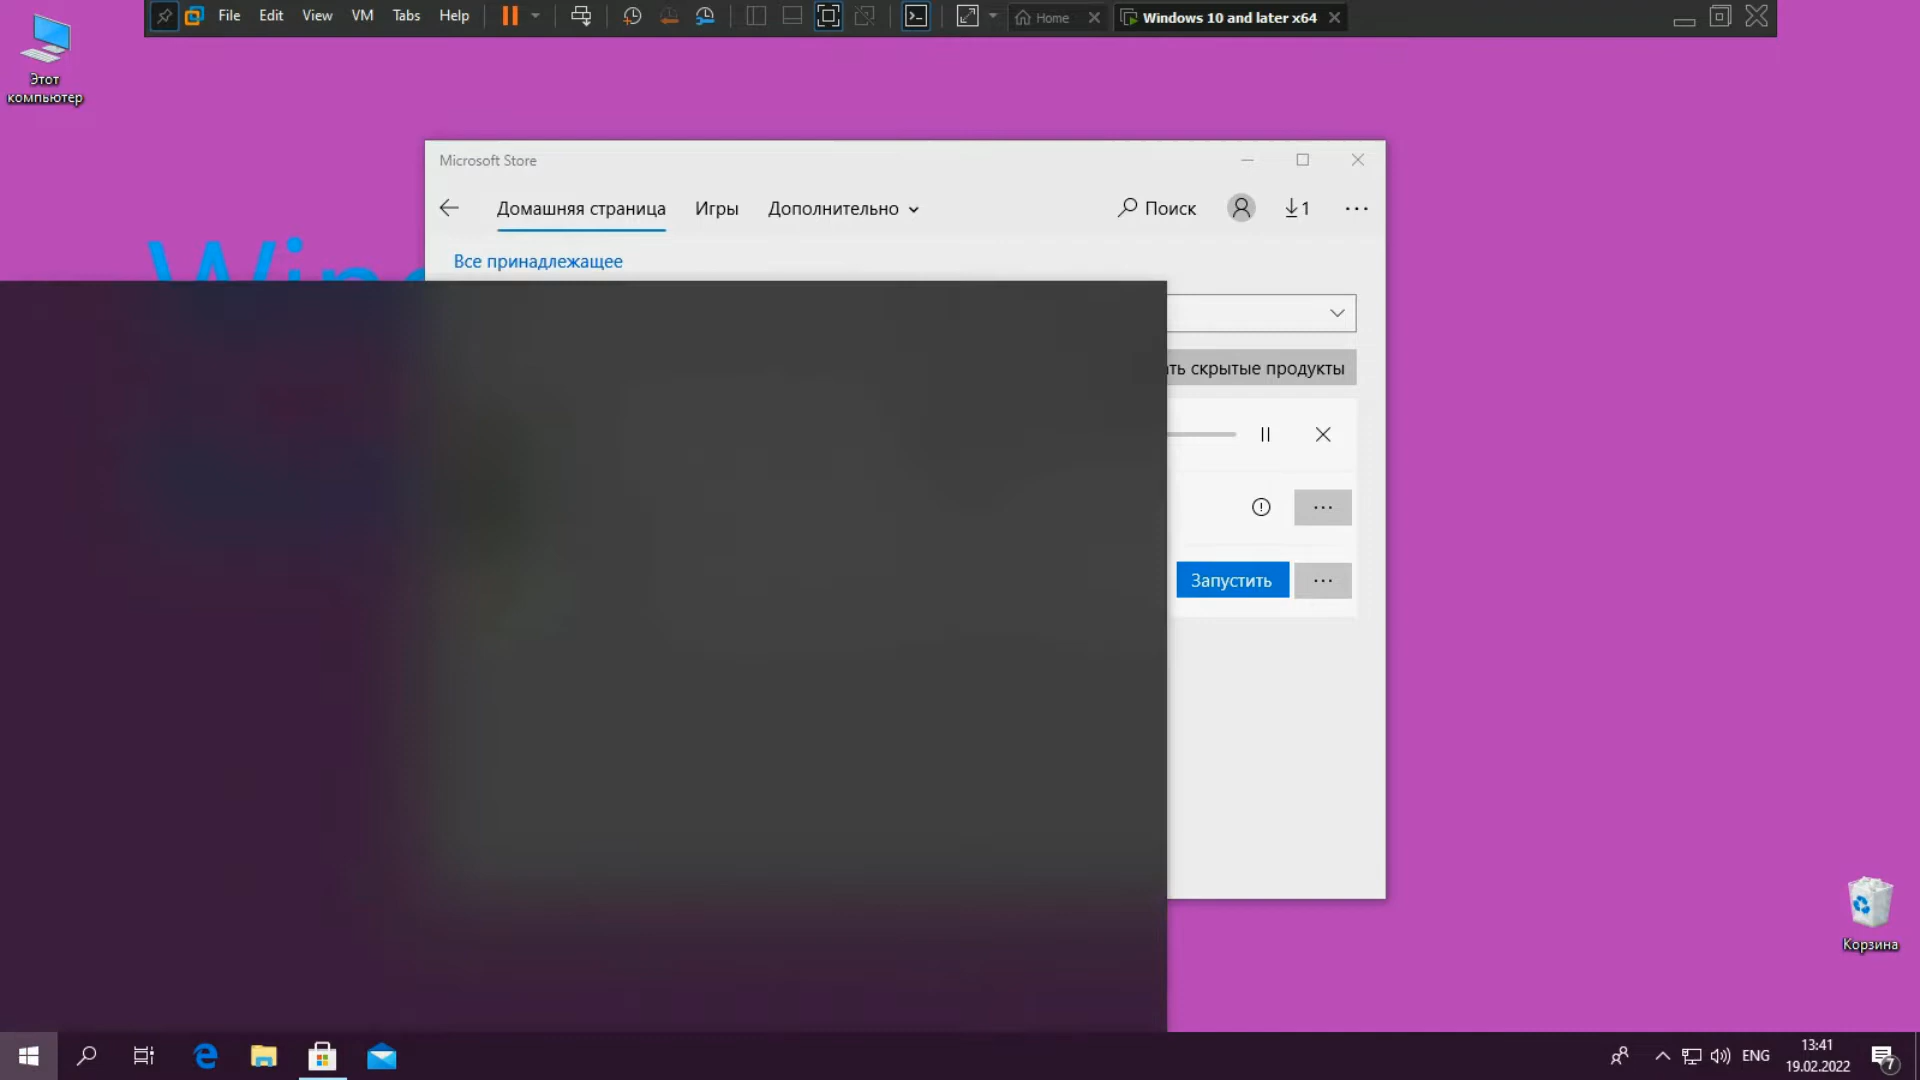 File Edit View VM Tabs Help
Home
Windows 10 and later x64
Этот
компьютер
Microsoft Store
Домашняя страница Игры Дополнительно
Поиск
1
Все принадлежащее
скрытые продукты
Запустить
Корзина
ENG
13:41
19.02.2022
7